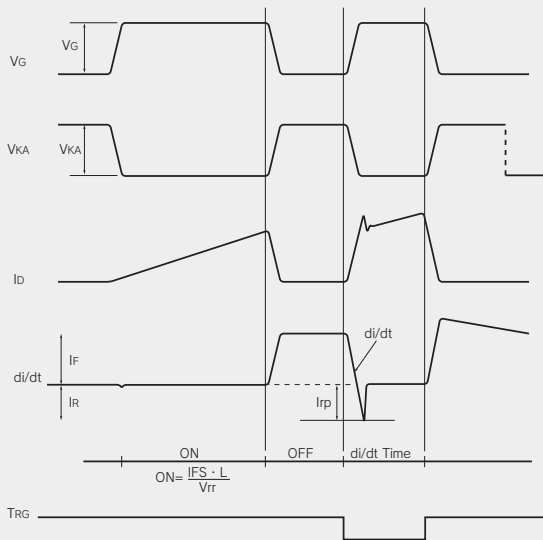 VG
VG
VKA
VKA
ID
IF
di/dt
di/dt
IR
Irp
ON
OFF
di/dt Time
ON= IFS · L
Vrr
TRG